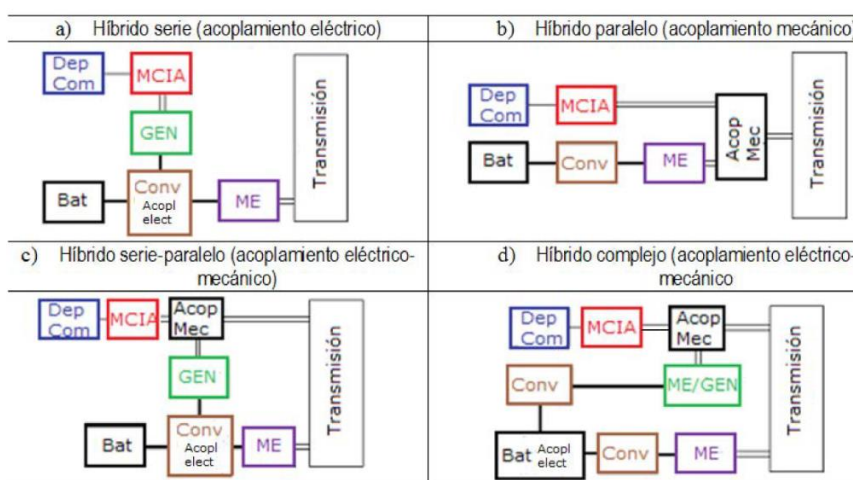 a) Híbrido serie (acoplamiento eléctrico)
Dep
Com
MCIA
GEN
Bat
Conv
Acopl
elect
ME
Transmisión
b) Híbrido paralelo (acoplamiento mecánico)
Dep
Com
MCIA
Bat
Conv
ME
Acop
Mec
Transmisión
c) Híbrido serie-paralelo (acoplamiento eléctrico-
mecánico)
Dep
Com
MCIA
Acop
Mec
GEN
Bat
Conv
Acopl
elect
ME
Transmisión
d) Híbrido complejo (acoplamiento eléctrico-
mecánico
Dep
Com
MCIA
Acop
Mec
Conv
ME/GEN
Bat Acopl
elect
Conv
ME
Transmisión